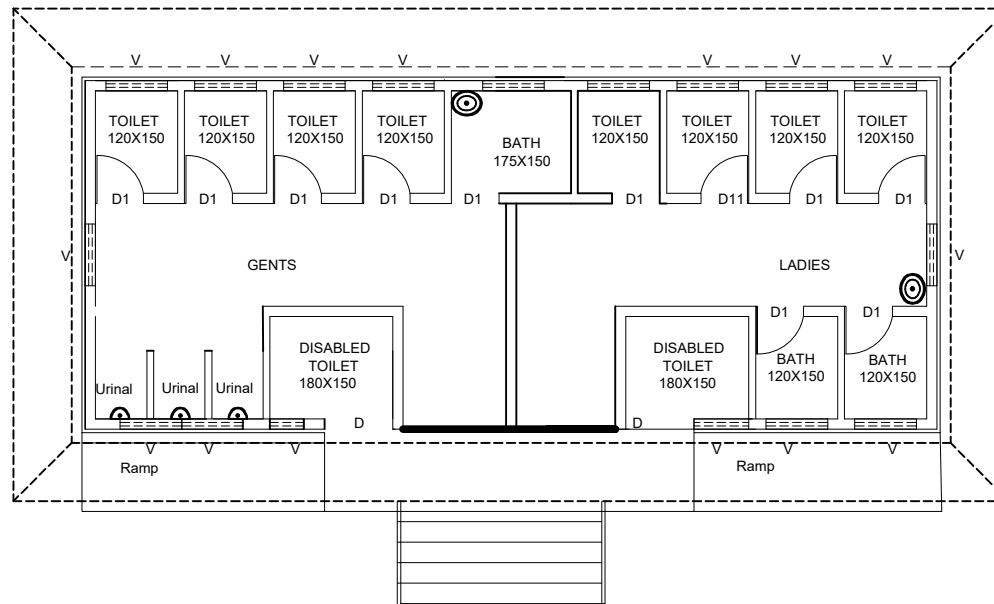 V V V V V V V
TOILET
120X150
TOILET
120X150
TOILET
120X150
TOILET
120X150
BATH
175X150
TOILET
120X150
TOILET
120X150
TOILET
120X150
TOILET
120X150
D1 D1 D1 D1 D1 D1 D11 D1 D1
V V
GENTS LADIES
D1 D1
DISABLED
TOILET
180X150
DISABLED
TOILET
180X150
BATH
120X150
BATH
120X150
Urinal Urinal Urinal
D D
V V V V V V
Ramp Ramp